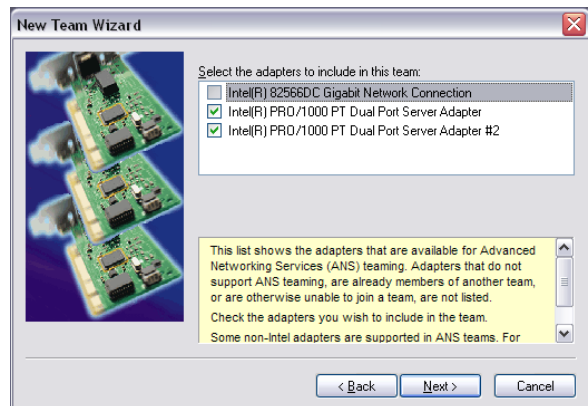 New Team Wizard
Select the adapters to include in this team:
Intel(R) 82566DC Gigabit Network Connection
Intel(R) PRO/1000 PT Dual Port Server Adapter
Intel(R) PRO/1000 PT Dual Port Server Adapter #2
This list shows the adapters that are available for Advanced
Networking Services (ANS) teaming. Adapters that do not
support ANS teaming, are already members of another team,
or are otherwise unable to join a team, are not listed.
Check the adapters you wish to include in the team.
Some non-Intel adapters are supported in ANS teams. For
< Back
Next >
Cancel